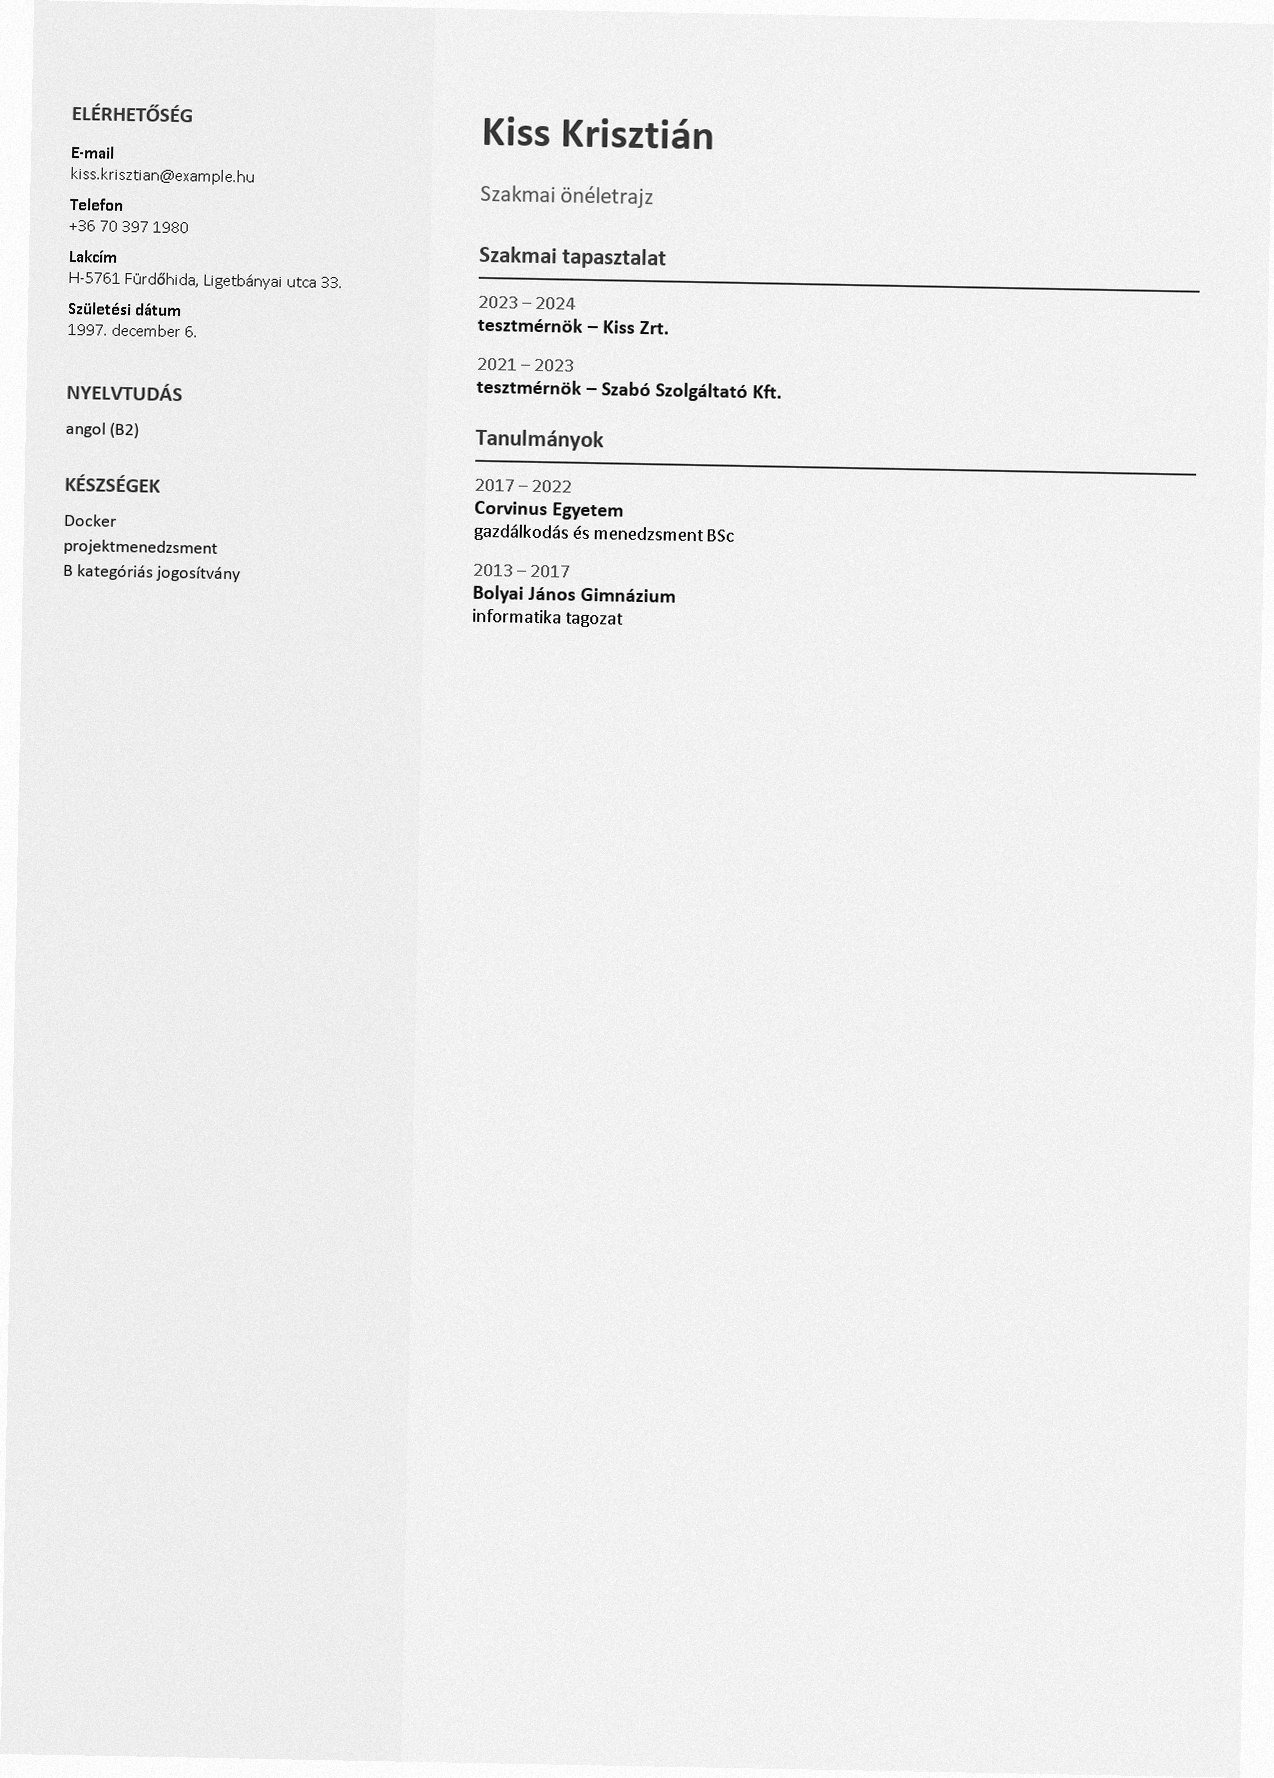 ELÉRHETŐSÉG
E-mail
kiss.krisztian@example.hu
Telefon
+36 70 397 1980
Lakcím
H-5761 Fürdőhida, Ligetbányai utca 33.
Születési dátum
1997. december 6.
NYELVTUDÁS
angol (B2)
KÉSZSÉGEK
Docker
projektmenedzsment
B kategóriás jogosítvány
Kiss Krisztián
Szakmai önéletrajz
Szakmai tapasztalat
2023 – 2024
tesztmérnök – Kiss Zrt.
2021 – 2023
tesztmérnök – Szabó Szolgáltató Kft.
Tanulmányok
2017 – 2022
Corvinus Egyetem
gazdálkodás és menedzsment BSc
2013 – 2017
Bolyai János Gimnázium
informatika tagozat